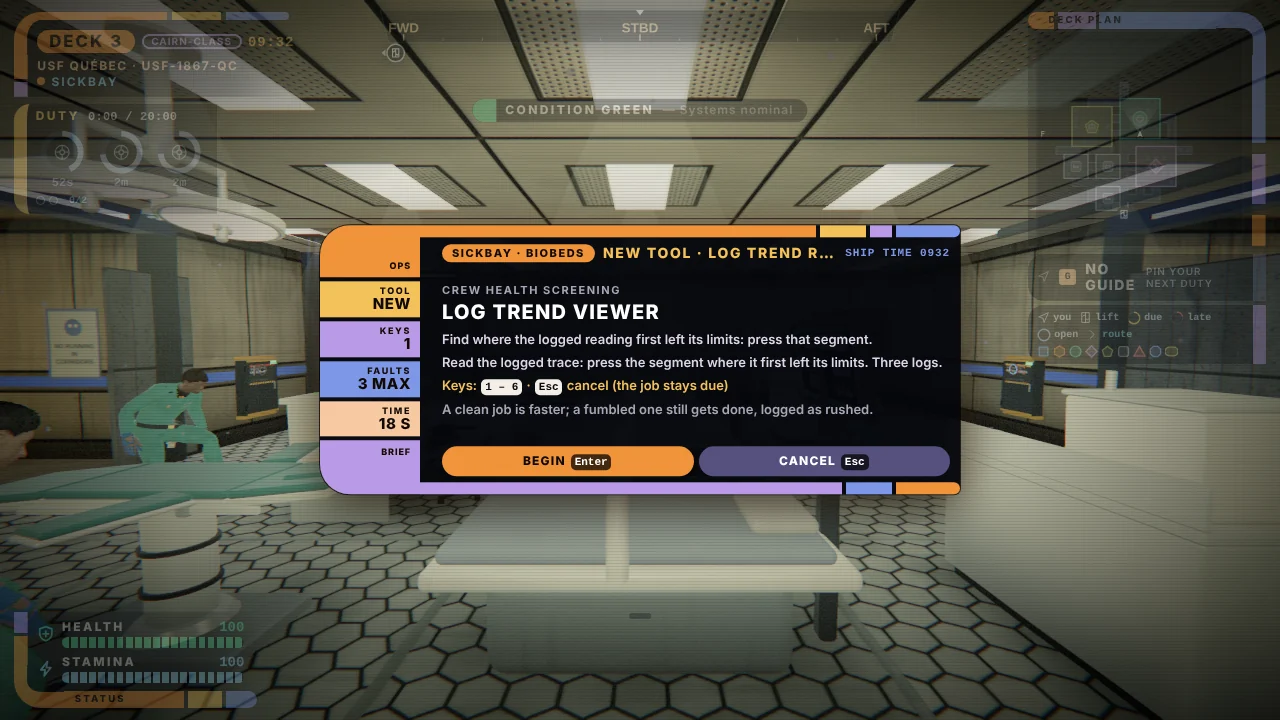 DECK 3 CAIRN-CLASS 09:32
USF QUÉBEC · USF-1867-QC
SICKBAY
DUTY 0:00 / 20:00
52s 2m 2m
FWD STBD AFT
CONDITION GREEN — Systems nominal
DECK PLAN
F A
6 NO GUIDE PIN YOUR NEXT DUTY
you lift due late
open route
OPS
TOOL
NEW
KEYS
1
FAULTS
3 MAX
TIME
18 S
BRIEF
SICKBAY · BIOBEDS NEW TOOL · LOG TREND R… SHIP TIME 0932
CREW HEALTH SCREENING
LOG TREND VIEWER
Find where the logged reading first left its limits: press that segment.
Read the logged trace: press the segment where it first left its limits. Three logs.
Keys: 1 – 6 · Esc cancel (the job stays due)
A clean job is faster; a fumbled one still gets done, logged as rushed.
BEGIN Enter CANCEL Esc
HEALTH 100
STAMINA 100
STATUS